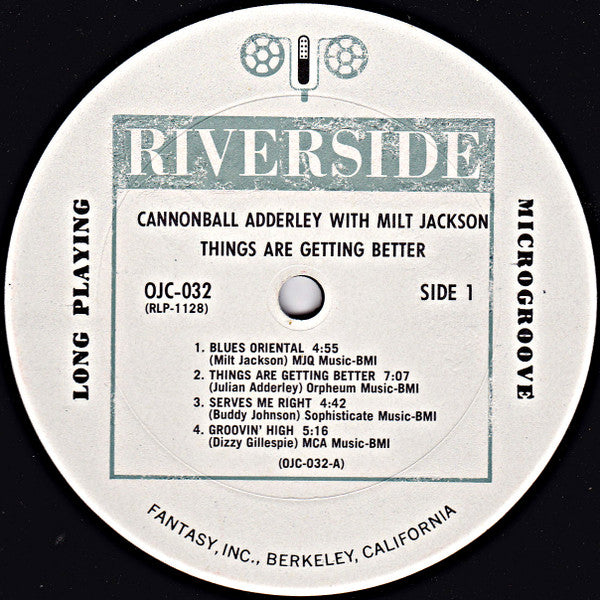 RIVERSIDE
CANNONBALL ADDERLEY WITH MILT JACKSON
THINGS ARE GETTING BETTER
LONG PLAYING
MICROGROOVE
OJC-032
(RLP-1128)
SIDE 1
1. BLUES ORIENTAL 4:55
(Milt Jackson) MJQ Music-BMI
2. THINGS ARE GETTING BETTER 7:07
(Julian Adderley) Orpheum Music-BMI
3. SERVES ME RIGHT 4:42
(Buddy Johnson) Sophisticate Music-BMI
4. GROOVIN' HIGH 5:16
(Dizzy Gillespie) MCA Music-BMI
(OJC-032-A)
FANTASY, INC., BERKELEY, CALIFORNIA